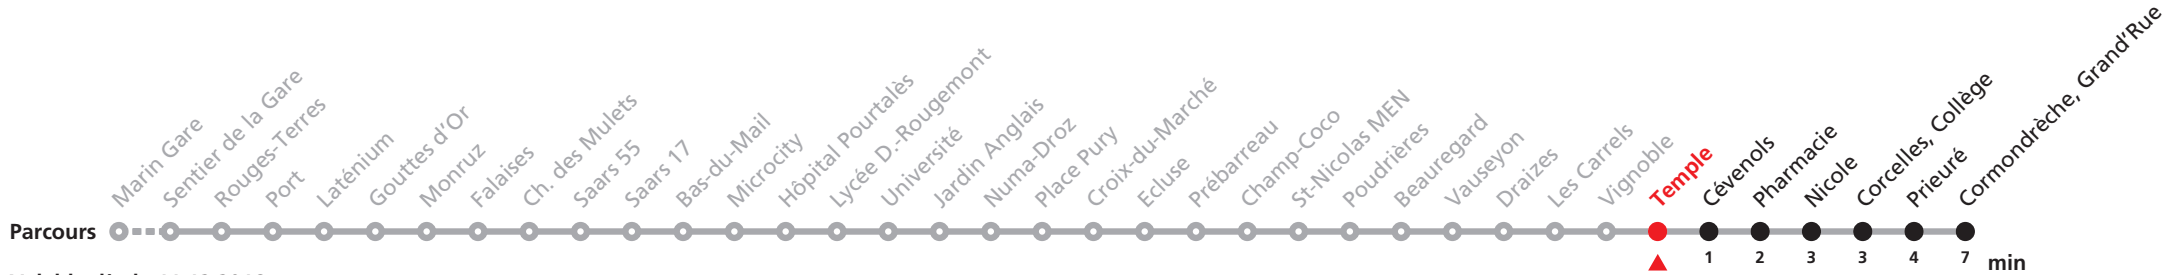 Marin Gare
Sentier de la Gare
Rouges-Terres
Port
Laténium
Gouttes d'Or
Monruz
Falaises
Ch. des Mulets
Saars 55
Saars 17
Bas-du-Mail
Microcity
Hôpital Pourtalès
Lycée D.-Rougemont
Université
Jardin Anglais
Numa-Droz
Place Pury
Croix-du-Marché
Ecluse
Prébarreau
Champ-Coco
St-Nicolas MEN
Poudrières
Beauregard
Vauseyon
Draizes
Les Carrels
Vignoble
Temple
Cévenols
Pharmacie
Nicole
Corcelles, Collège
Prieuré
Cormondrèche, Grand'Rue
Parcours
1 2 3 3 4 7 min